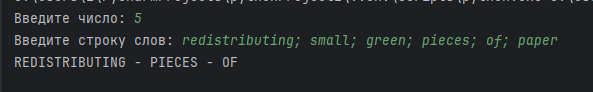 Введите число: 5
Введите строку слов: redistributing; small; green; pieces; of; paper
REDISTRIBUTING - PIECES - OF